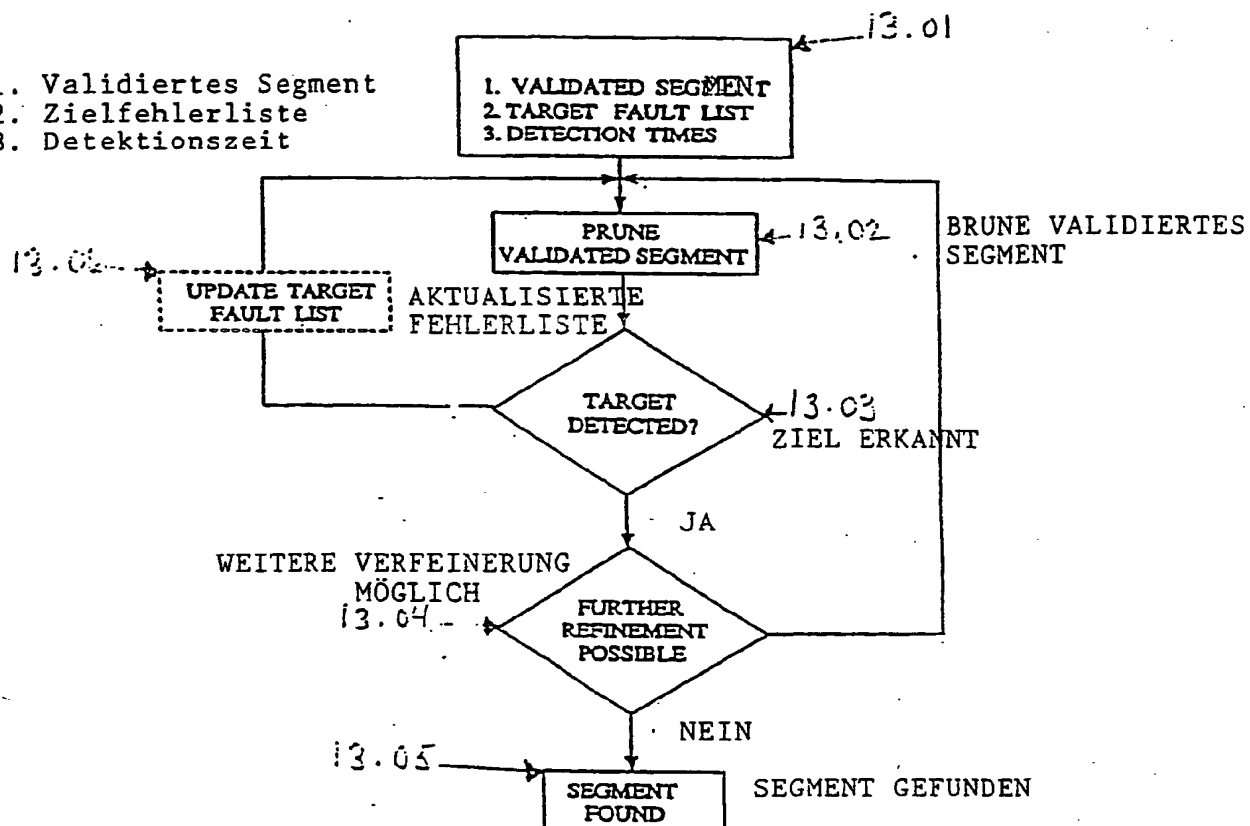 13.01
1. Validiertes Segment
2. Zielfehlerliste
3. Detektionszeit
1. VALIDATED SEGMENT
2. TARGET FAULT LIST
3. DETECTION TIMES
PRUNE
VALIDATED SEGMENT
13.02
BRUNE VALIDIERTES
SEGMENT
13.06
UPDATE TARGET
FAULT LIST
AKTUALISIERTE
FEHLERLISTE
TARGET
DETECTED?
13.03
ZIEL ERKANNT
JA
WEITERE VERFEINERUNG
MÖGLICH
13.04
FURTHER
REFINEMENT
POSSIBLE
NEIN
13.05
SEGMENT
FOUND
SEGMENT GEFUNDEN